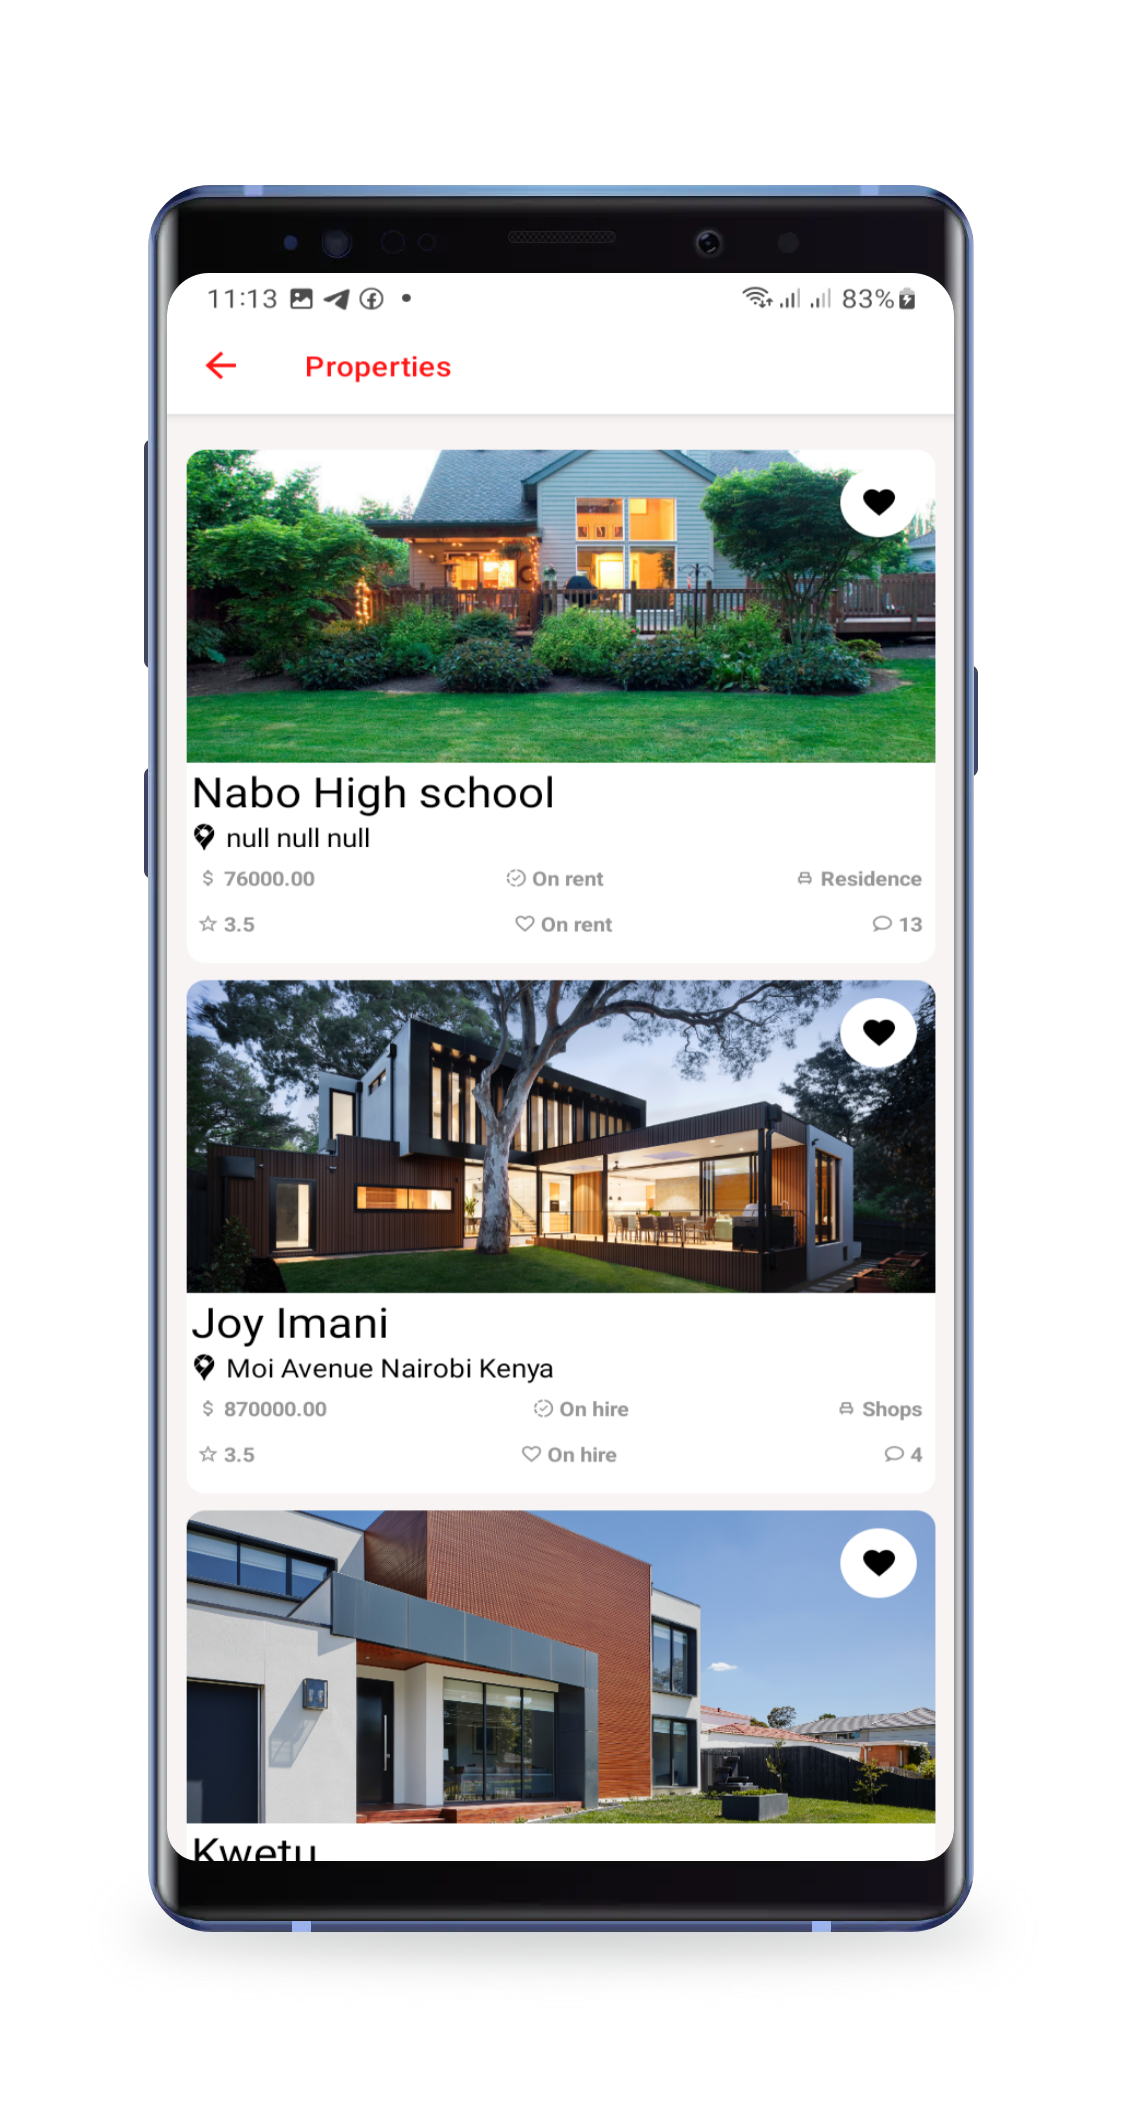 11:13 83%
Properties
Nabo High school
null null null
$ 76000.00 On rent Residence
3.5 On rent 13
Joy Imani
Moi Avenue Nairobi Kenya
$ 870000.00 On hire Shops
3.5 On hire 4
Kwetu